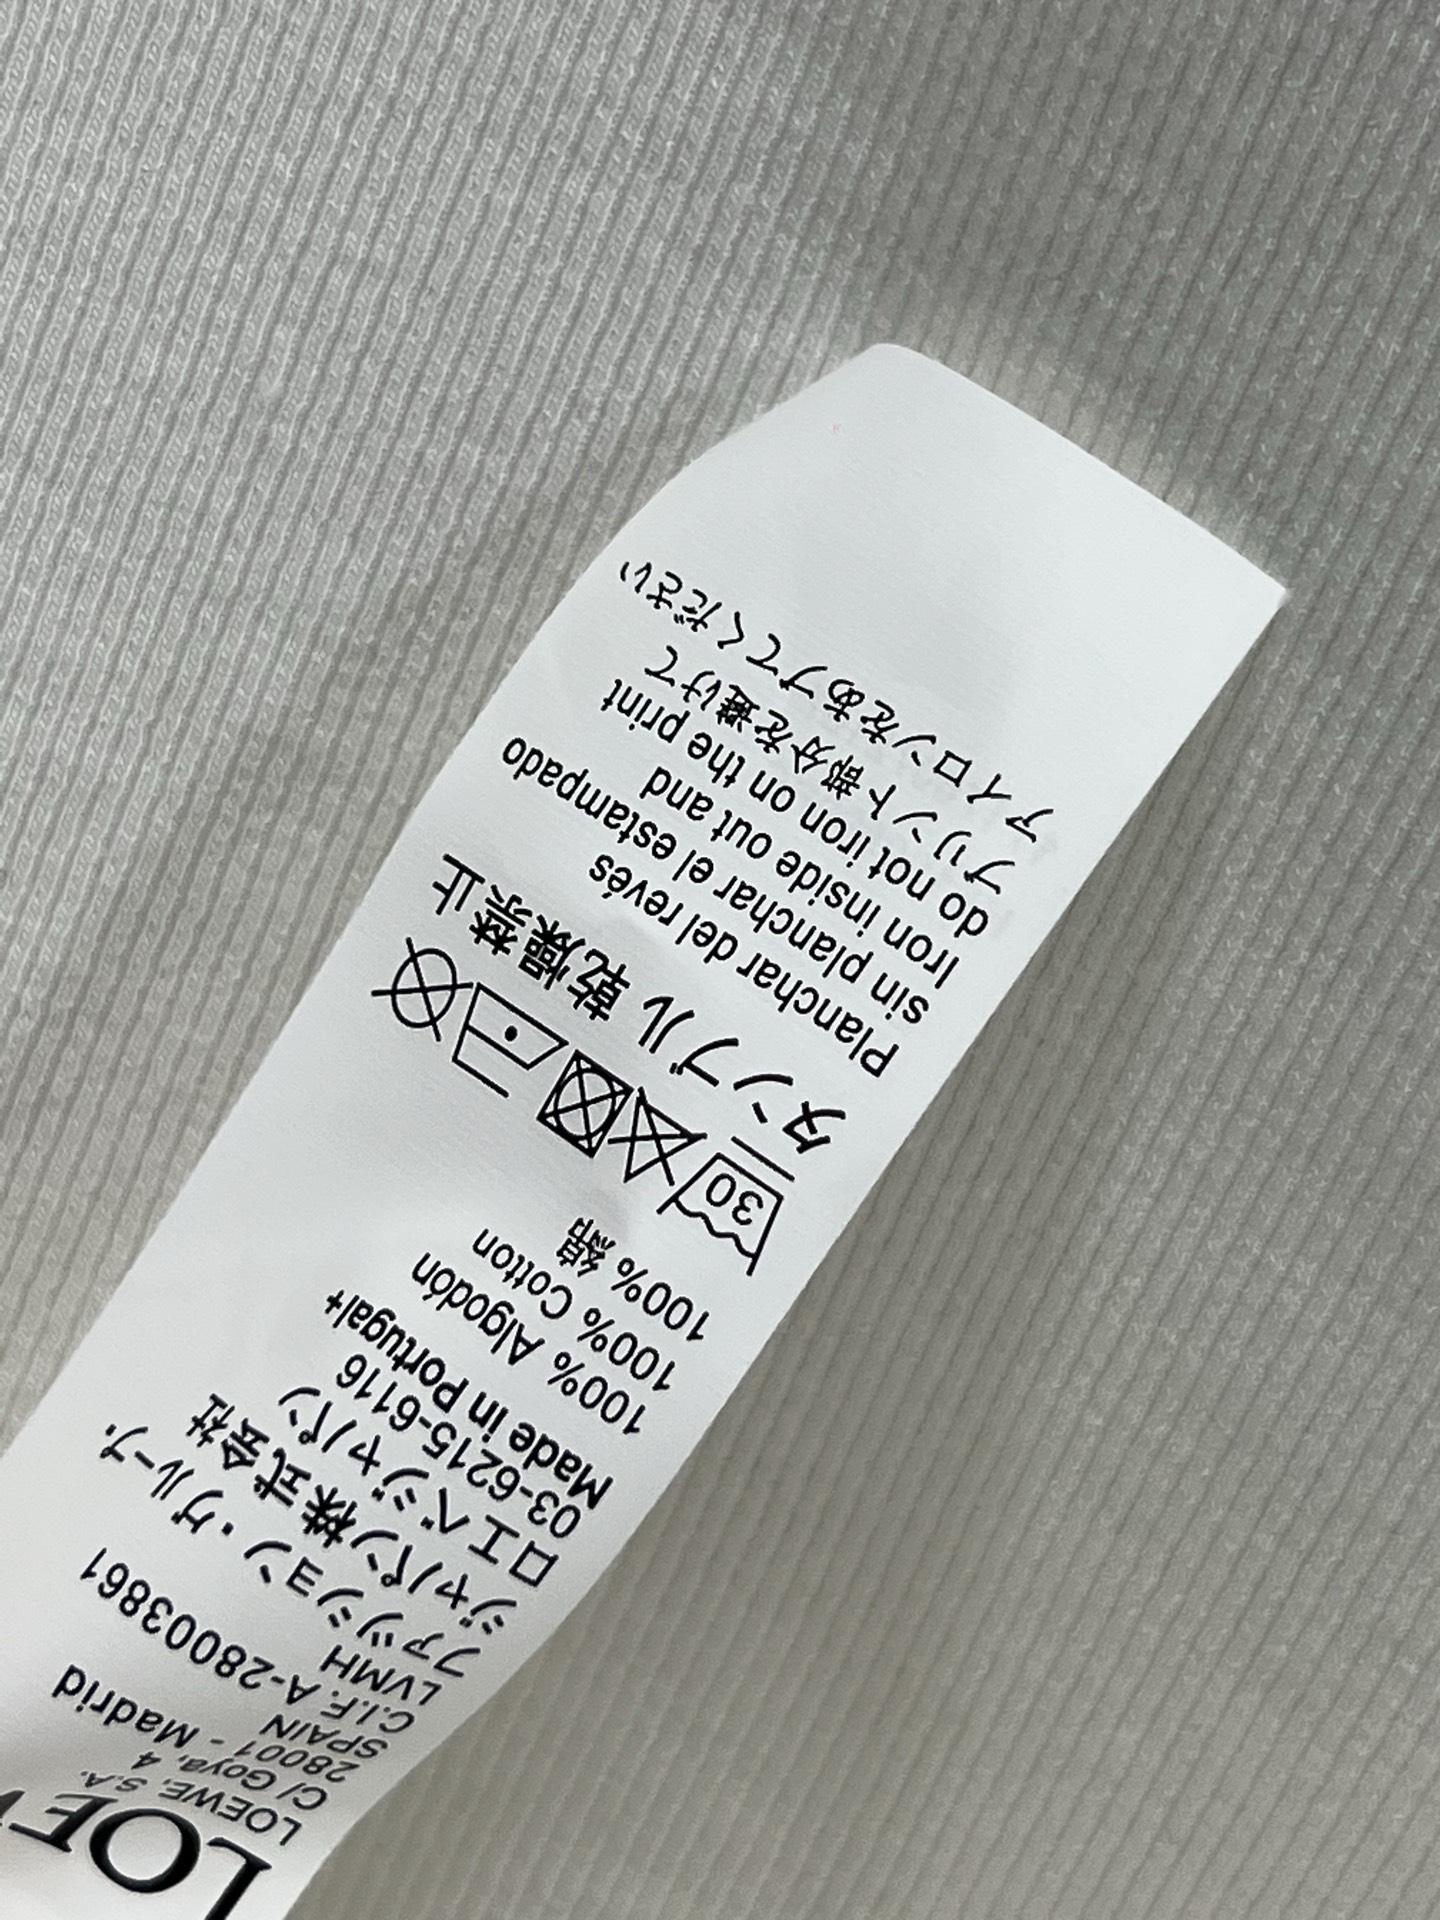 LOEW
LOEWE, S.A.
C/ Goya, 4
28001 - Madrid
SPAIN
C.I.F. A-28003861
LVMH
ファッション・グループ・
ジャパン株式会社
ロエベジャパン
03-6215-6116
Made in Portugal+
100% Algodón
100% Cotton
100% 綿
30
タンブル 乾燥禁止
Planchar del revés
sin planchar el estampado
Iron inside out and
do not iron on the print
プリント部分を避けて
アイロンをあブてください